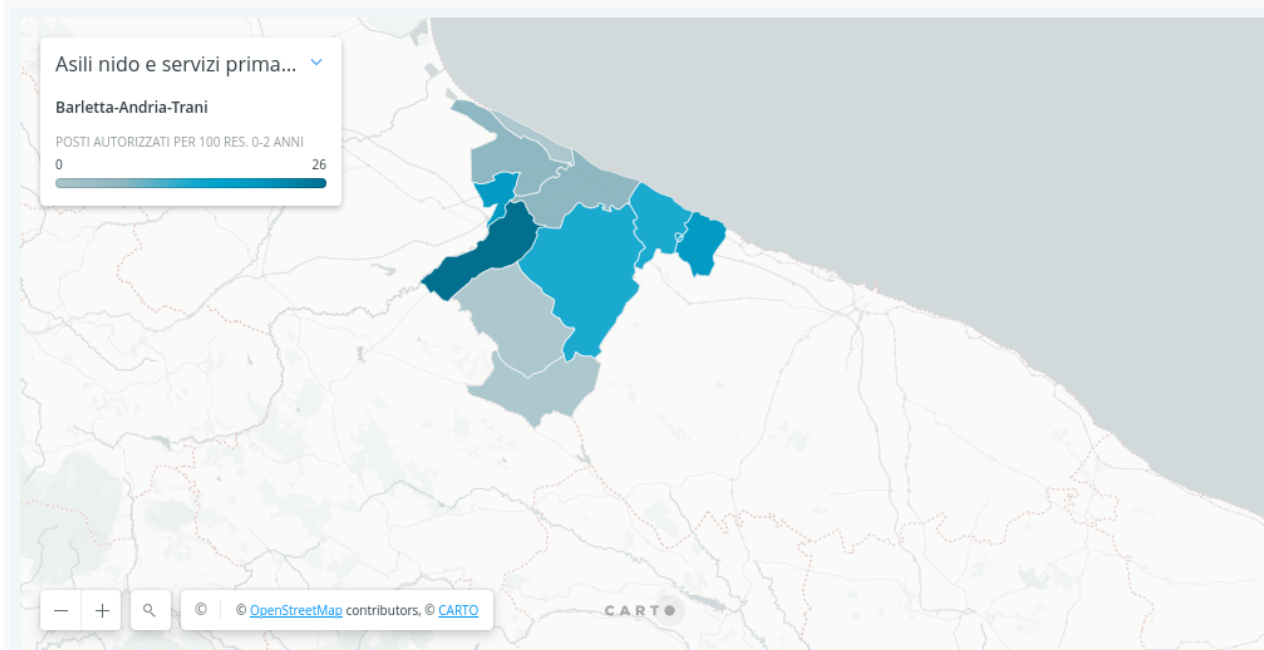 Asili nido e servizi prima...
Barletta-Andria-Trani
POSTI AUTORIZZATI PER 100 RES. 0-2 ANNI
0 26
© © OpenStreetMap contributors, © CARTO
CARTO